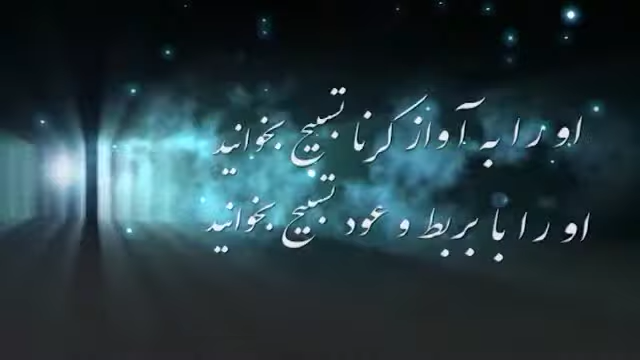 او را به آواز کرنا تسبیح بخوانید
او را با بربط و عود تسبیح بخوانید